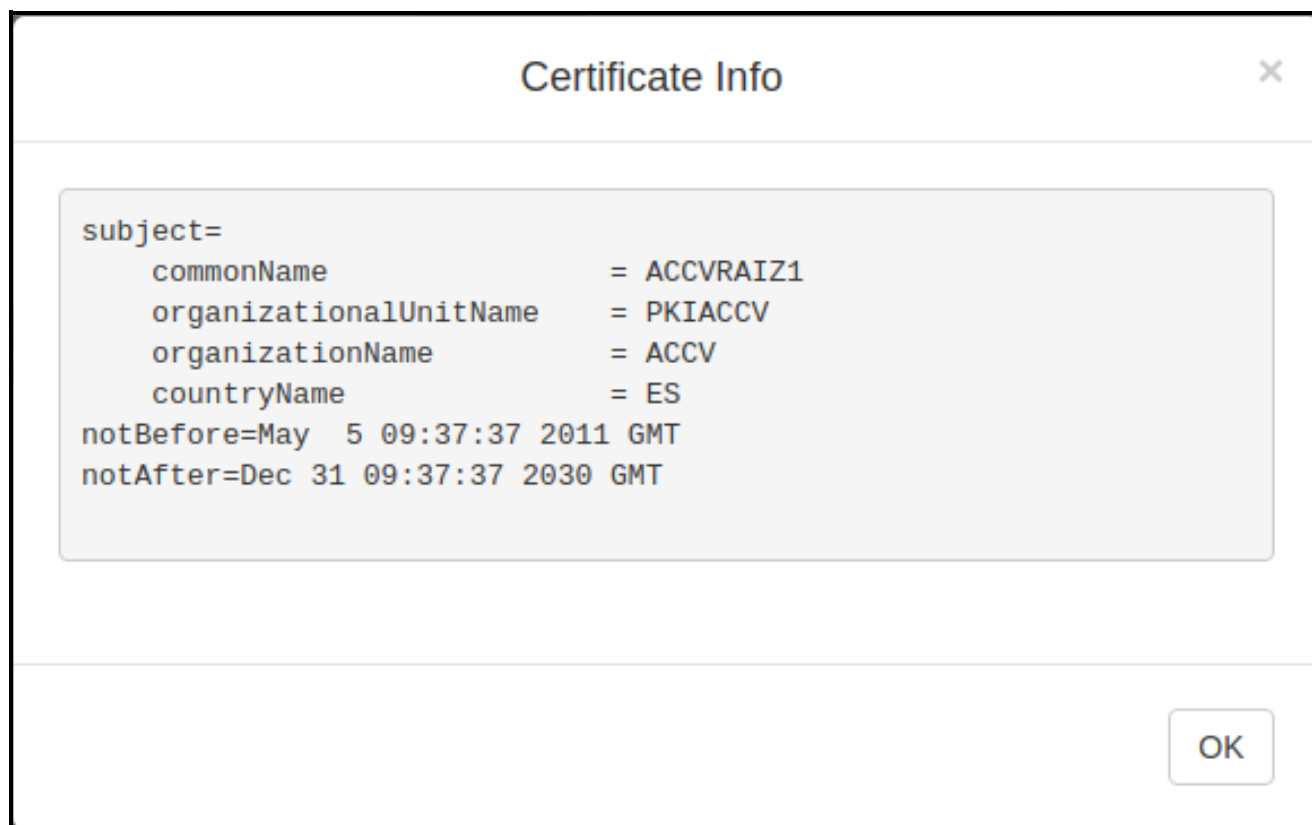 Certificate Info
×
subject=
    commonName                = ACCVRAIZ1
    organizationalUnitName    = PKIACCV
    organizationName          = ACCV
    countryName               = ES
notBefore=May  5 09:37:37 2011 GMT
notAfter=Dec 31 09:37:37 2030 GMT
OK